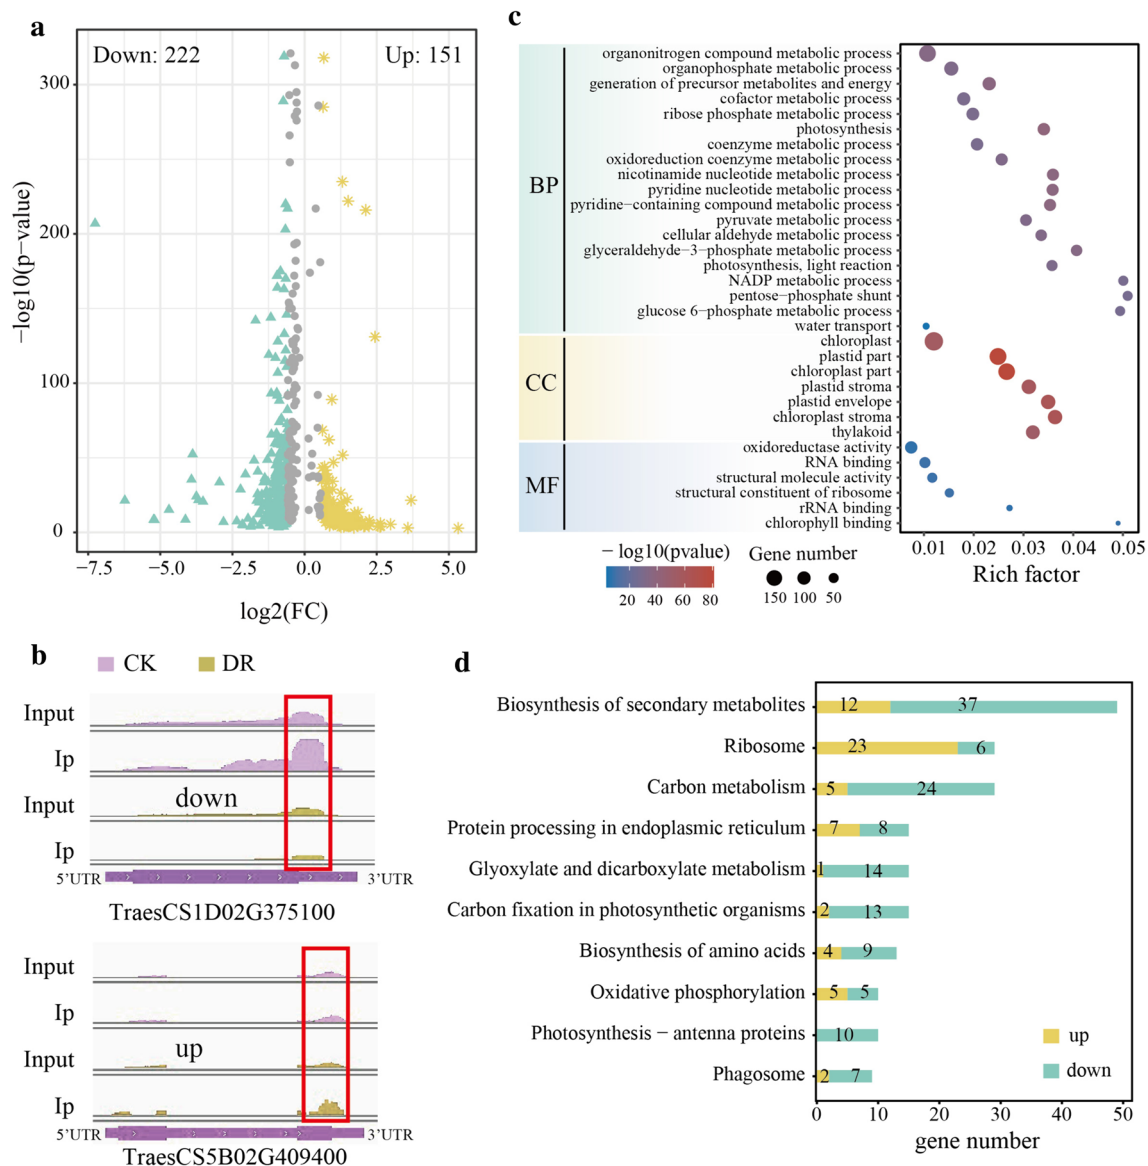 a
Down: 222
Up: 151
300
200
100
0
−log10(p−value)
−7.5
−5.0
−2.5
0.0
2.5
5.0
log2(FC)
b
CK
DR
Input
Ip
Input
down
Ip
5’UTR
3’UTR
TraesCS1D02G375100
Input
Ip
Input
up
Ip
5’UTR
3’UTR
TraesCS5B02G409400
c
BP
CC
MF
organonitrogen compound metabolic process
organophosphate metabolic process
generation of precursor metabolites and energy
cofactor metabolic process
ribose phosphate metabolic process
photosynthesis
coenzyme metabolic process
oxidoreduction coenzyme metabolic process
nicotinamide nucleotide metabolic process
pyridine nucleotide metabolic process
pyridine−containing compound metabolic process
pyruvate metabolic process
cellular aldehyde metabolic process
glyceraldehyde−3−phosphate metabolic process
photosynthesis, light reaction
NADP metabolic process
pentose−phosphate shunt
glucose 6−phosphate metabolic process
water transport
chloroplast
plastid part
chloroplast part
plastid stroma
plastid envelope
chloroplast stroma
thylakoid
oxidoreductase activity
RNA binding
structural molecule activity
structural constituent of ribosome
rRNA binding
chlorophyll binding
0.01
0.02
0.03
0.04
0.05
Rich factor
− log10(pvalue)
20 40 60 80
Gene number
150 100 50
d
Biosynthesis of secondary metabolites
12
37
Ribosome
23
6
Carbon metabolism
5
24
Protein processing in endoplasmic reticulum
7
8
Glyoxylate and dicarboxylate metabolism
1
14
Carbon fixation in photosynthetic organisms
2
13
Biosynthesis of amino acids
4
9
Oxidative phosphorylation
5
5
Photosynthesis − antenna proteins
10
Phagosome
2
7
up
down
0
10
20
30
40
50
gene number